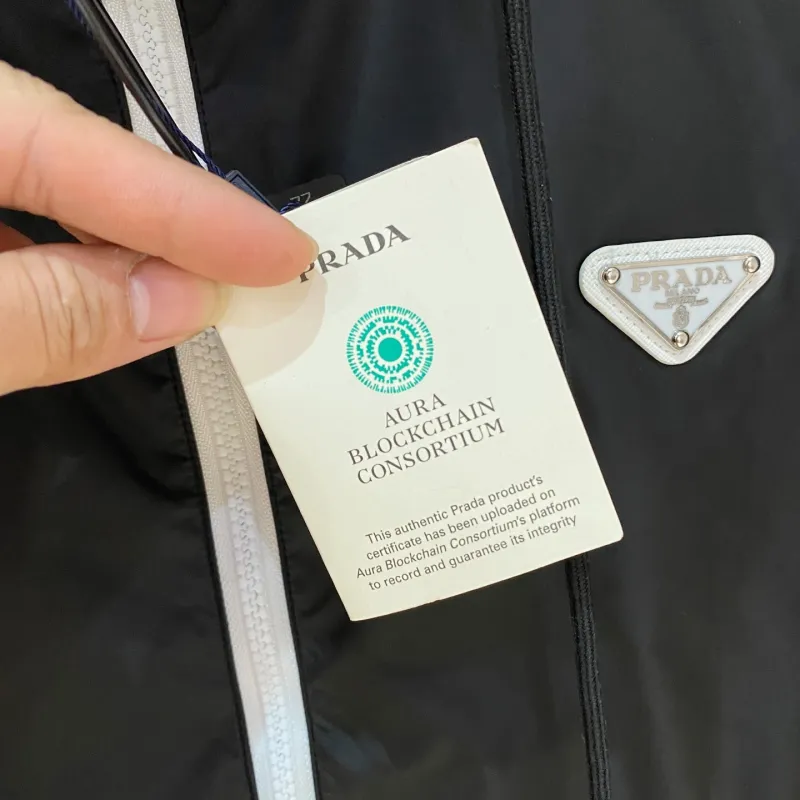 PRADA
AURA
BLOCKCHAIN
CONSORTIUM
This authentic Prada product's
certificate has been uploaded on
Aura Blockchain Consortium's platform
to record and guarantee its integrity
PRADA
MILANO